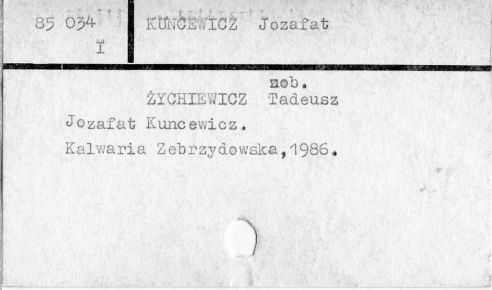 85 034 KUNCEWICZ Jozafat
I
zob.
ŻYCHIEWICZ Tadeusz
Jozafat Kuncewicz.
Kalwaria Zebrzydowska,1986.